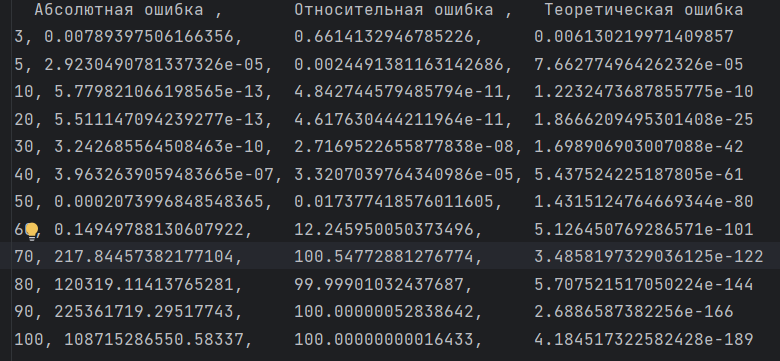 Абсолютная ошибка , Относительная ошибка , Теоретическая ошибка
3, 0.00789397506166356, 0.6614132946785226, 0.006130219971409857
5, 2.9230490781337326e-05, 0.0024491381163142686, 7.662774964262326e-05
10, 5.779821066198565e-13, 4.842744579485794e-11, 1.2232473687855775e-10
20, 5.511147094239277e-13, 4.617630444211964e-11, 1.8666209495301408e-25
30, 3.242685564508463e-10, 2.7169522655877838e-08, 1.698906903007088e-42
40, 3.9632639059483665e-07, 3.3207039764340986e-05, 5.437524225187805e-61
50, 0.0002073996848548365, 0.017377418576011605, 1.4315124764669344e-80
6, 0.14949788130607922, 12.245950050373496, 5.126450769286571e-101
70, 217.84457382177104, 100.54772881276774, 3.4858197329036125e-122
80, 120319.11413765281, 99.99901032437687, 5.707521517050224e-144
90, 225361719.29517743, 100.00000052838642, 2.6886587382256e-166
100, 108715286550.58337, 100.00000000016433, 4.184517322582428e-189